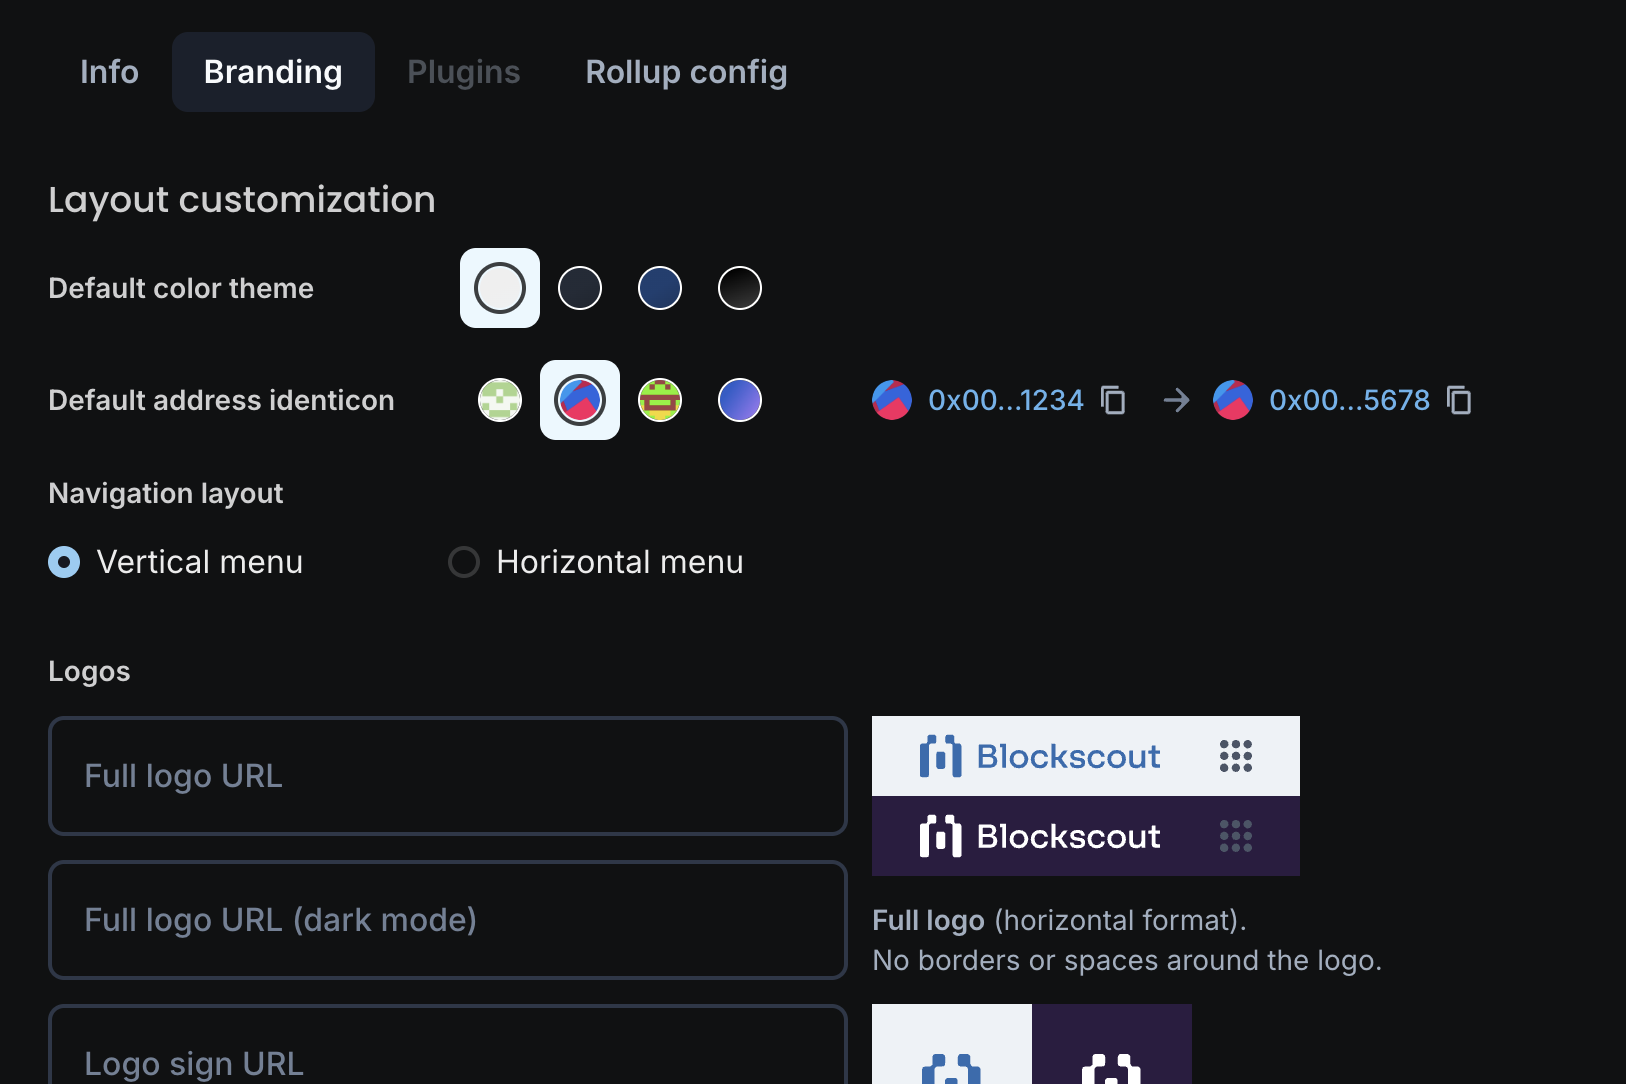 Info
Branding
Plugins
Rollup config
Layout customization
Default color theme
Default address identicon
0x00...1234
0x00...5678
Navigation layout
Vertical menu
Horizontal menu
Logos
Full logo URL
Blockscout
Blockscout
Full logo URL (dark mode)
Full logo (horizontal format).
No borders or spaces around the logo.
Logo sign URL